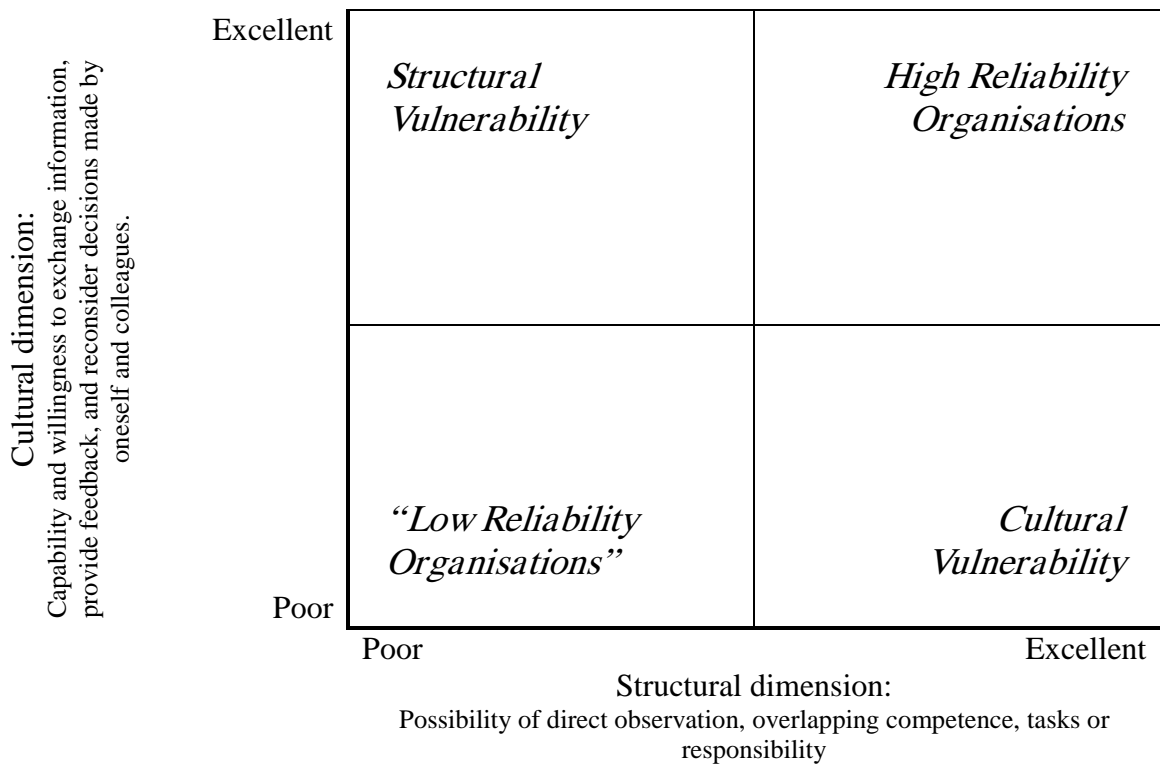 Cultural dimension:
Capability and willingness to exchange information,
provide feedback, and reconsider decisions made by
oneself and colleagues.
Excellent
Structural
Vulnerability
High Reliability
Organisations
“Low Reliability
Organisations”
Cultural
Vulnerability
Poor
Poor
Excellent
Structural dimension:
Possibility of direct observation, overlapping competence, tasks or
responsibility